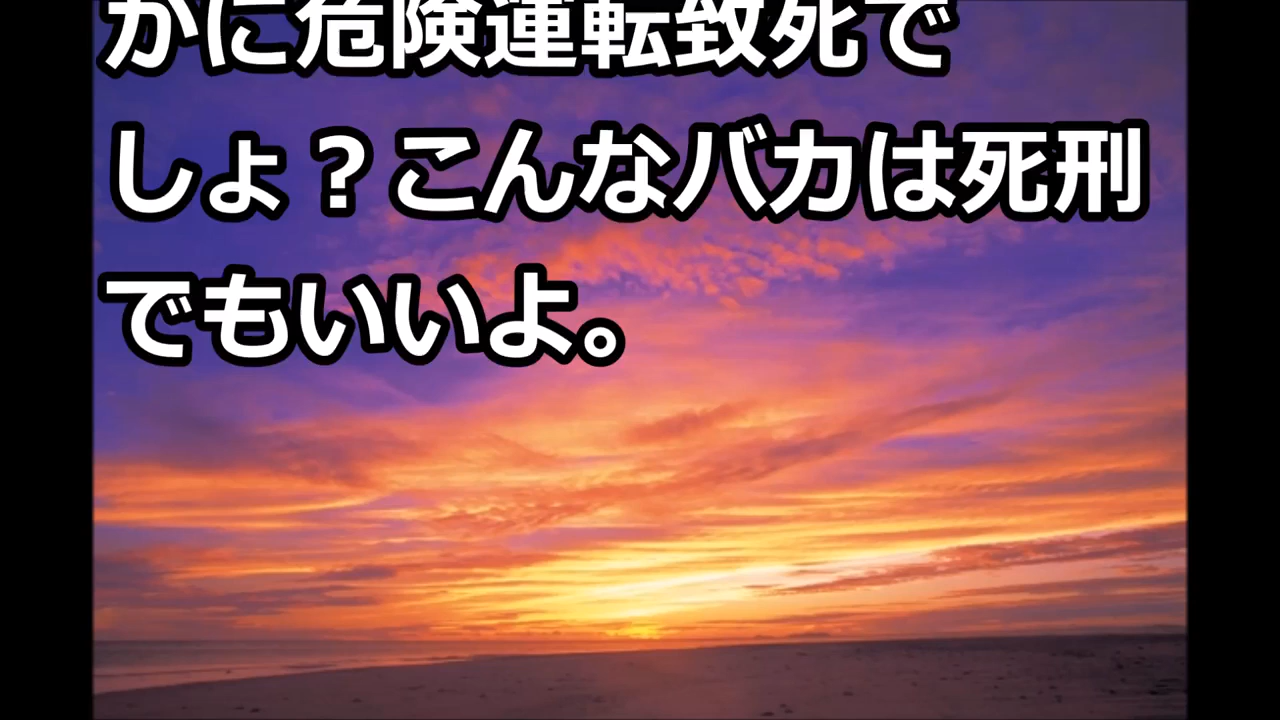 かに危険運転致死で
しょ？こんなバカは死刑
でもいいよ。